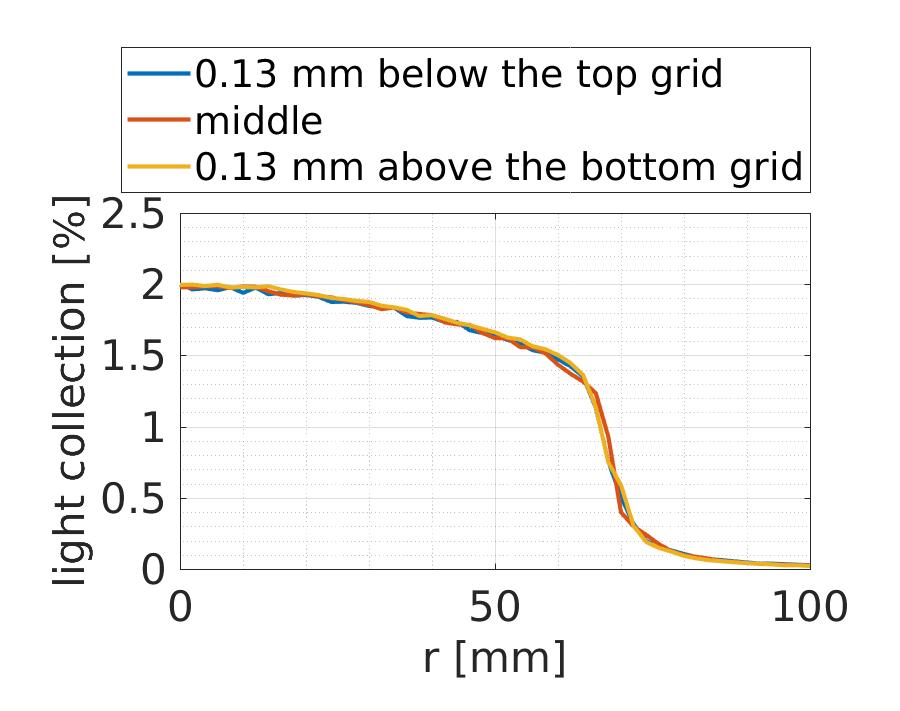 0.13 mm below the top grid
middle
0.13 mm above the bottom grid
light collection [%]
2.5
2
1.5
1
0.5
0
0 50 100
r [mm]